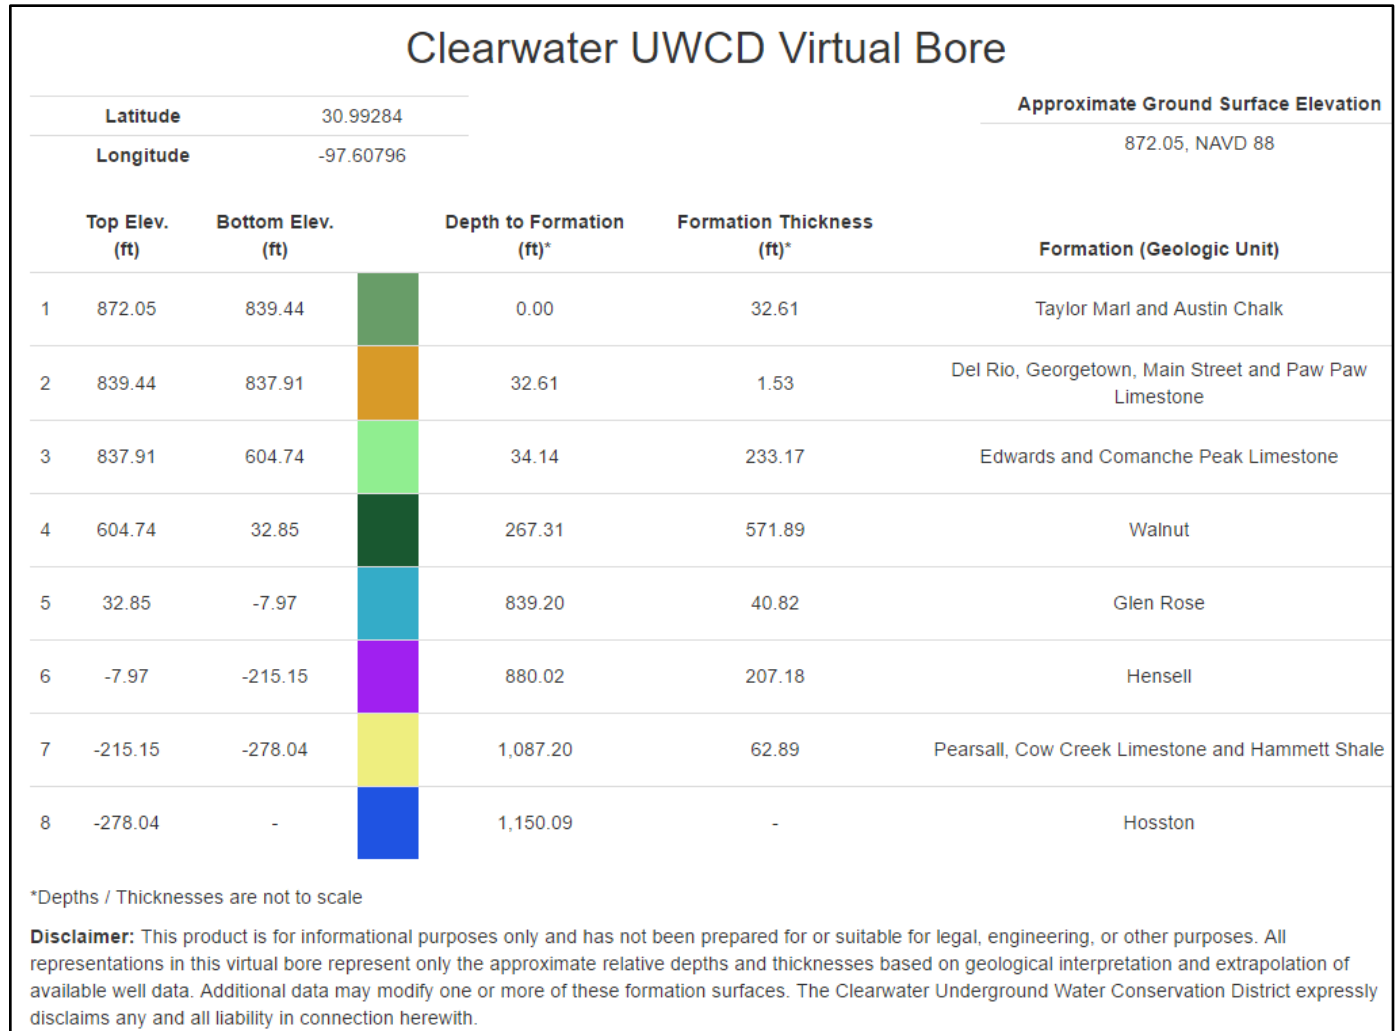 Clearwater UWCD Virtual Bore
Latitude 30.99284
Longitude -97.60796
Approximate Ground Surface Elevation
872.05, NAVD 88
Top Elev. (ft) Bottom Elev. (ft) Depth to Formation (ft)* Formation Thickness (ft)* Formation (Geologic Unit)
1 872.05 839.44 0.00 32.61 Taylor Marl and Austin Chalk
2 839.44 837.91 32.61 1.53 Del Rio, Georgetown, Main Street and Paw Paw
Limestone
3 837.91 604.74 34.14 233.17 Edwards and Comanche Peak Limestone
4 604.74 32.85 267.31 571.89 Walnut
5 32.85 -7.97 839.20 40.82 Glen Rose
6 -7.97 -215.15 880.02 207.18 Hensell
7 -215.15 -278.04 1,087.20 62.89 Pearsall, Cow Creek Limestone and Hammett Shale
8 -278.04 - 1,150.09 - Hosston
*Depths / Thicknesses are not to scale
Disclaimer: This product is for informational purposes only and has not been prepared for or suitable for legal, engineering, or other purposes. All
representations in this virtual bore represent only the approximate relative depths and thicknesses based on geological interpretation and extrapolation of
available well data. Additional data may modify one or more of these formation surfaces. The Clearwater Underground Water Conservation District expressly
disclaims any and all liability in connection herewith.